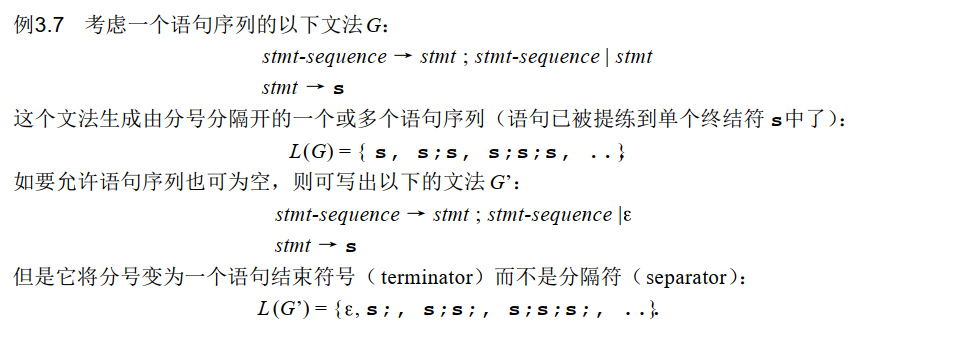 例3.7 考虑一个语句序列的以下文法G：
stmt-sequence → stmt ; stmt-sequence | stmt
stmt → s
这个文法生成由分号分隔开的一个或多个语句序列（语句已被提炼到单个终结符s中了）：
L(G) = { s, s;s, s;s;s, ..}
如要允许语句序列也可为空，则可写出以下的文法G’：
stmt-sequence → stmt ; stmt-sequence |ε
stmt → s
但是它将分号变为一个语句结束符号（terminator）而不是分隔符（separator）：
L(G’) = {ε, s;, s;s;, s;s;s;, ..}.